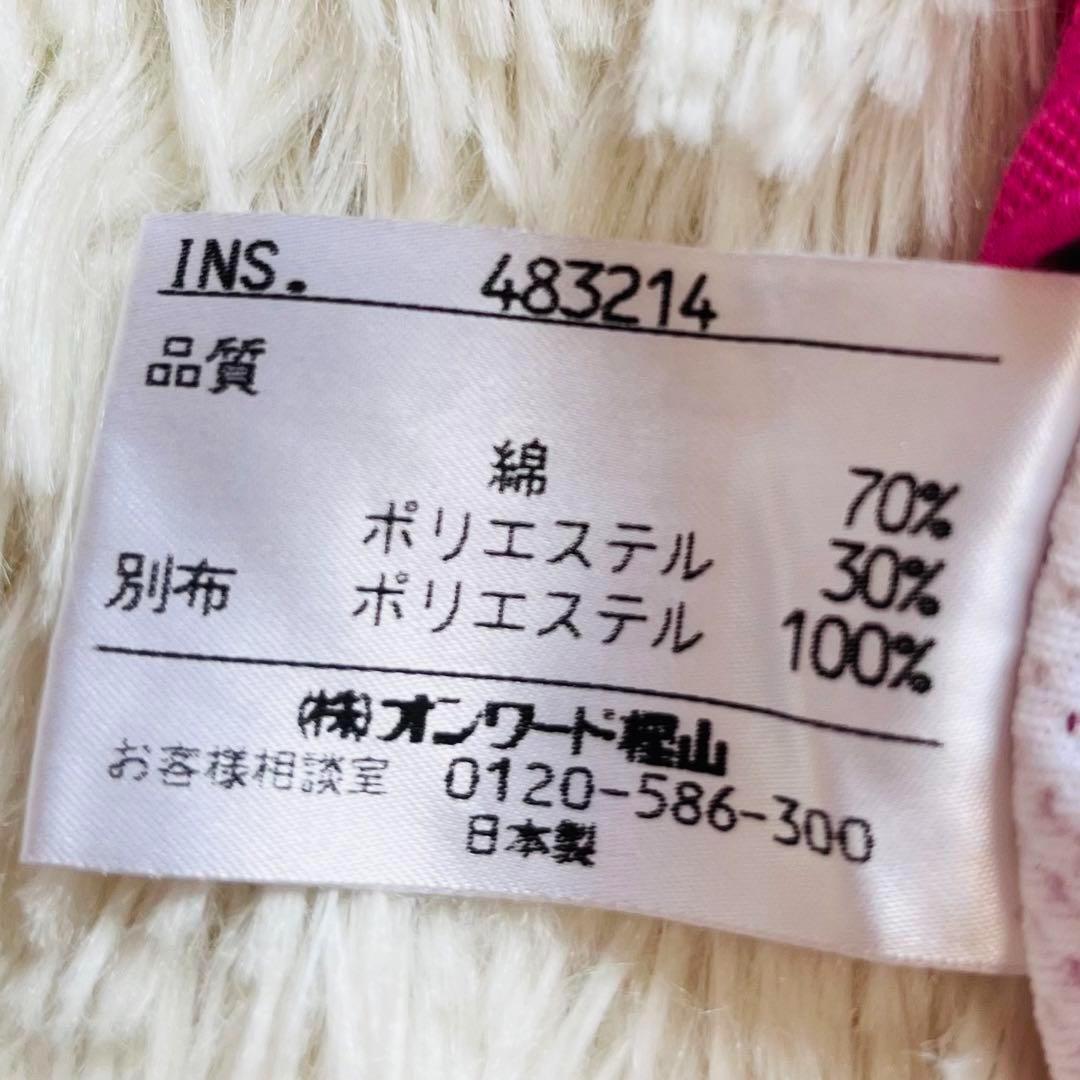 INS. 483214
品質
綿 70%
ポリエステル 30%
別布 ポリエステル 100%
(株)オンワード樫山
お客様相談室 0120-586-300
日本製